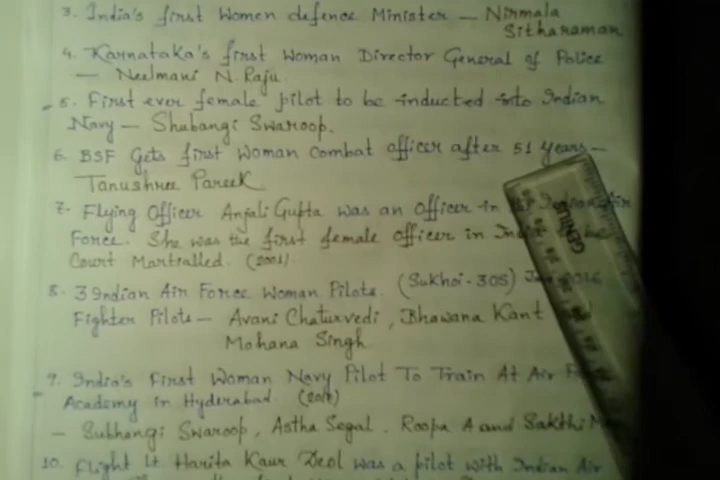 3. India's first Women defence Minister — Nirmala
Sitharaman
4. Karnataka's first Woman Director General of Police
— Neelmani N. Raju.
5. First ever female pilot to be inducted into Indian
Navy — Shubangi Swaroop.
6. BSF Gets first Woman Combat officer after 51 years —
Tanushree Pareek
7. Flying Officer Anjali Gupta was an officer in Indian Air
Force. She was the first female officer in
Court Martialled.
8. 3 Indian Air Force Woman Pilots. (Sukhoi-30S)
Fighter Pilots — Avani Chaturvedi, Bhawana Kant
Mohana Singh
9. India's First Woman Navy Pilot To Train At Air
Academy in Hyderabad.
— Subhangi Swaroop, Astha Segal, Roopa A and Sakthi
10. Flight Lt. Harita Kaur Deol was a pilot with Indian Air
GENIUS